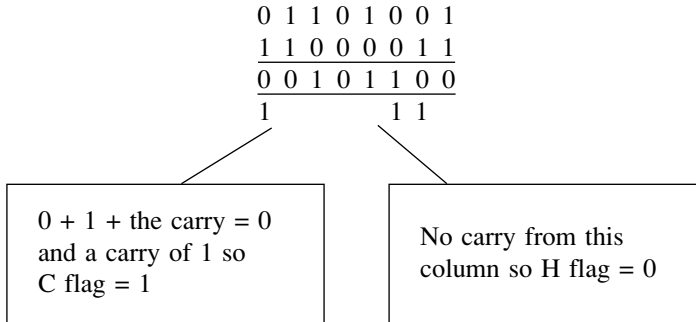 0 1 1 0 1 0 0 1
1 1 0 0 0 0 1 1
0 0 1 0 1 1 0 0
1 1 1
0 + 1 + the carry = 0
and a carry of 1 so
C flag = 1
No carry from this
column so H flag = 0